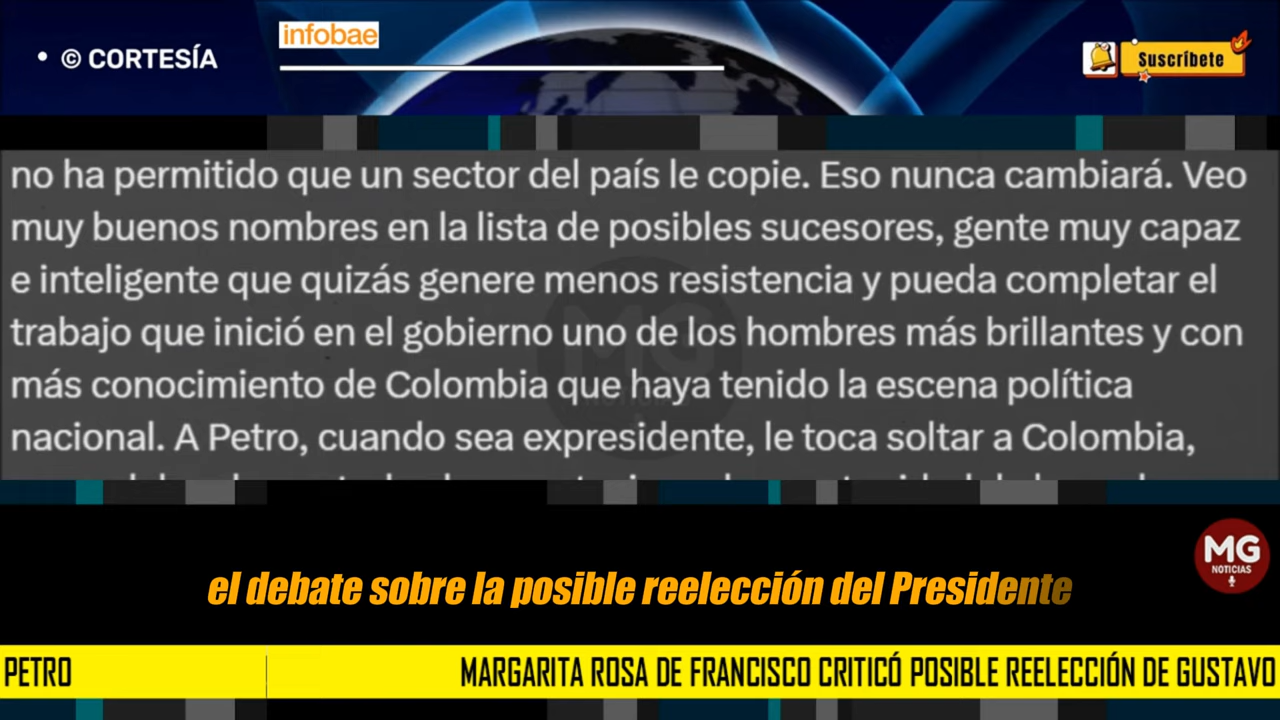 • © CORTESÍA
infobae
Suscríbete
no ha permitido que un sector del país le copie. Eso nunca cambiará. Veo
muy buenos nombres en la lista de posibles sucesores, gente muy capaz
e inteligente que quizás genere menos resistencia y pueda completar el
trabajo que inició en el gobierno uno de los hombres más brillantes y con
más conocimiento de Colombia que haya tenido la escena política
nacional. A Petro, cuando sea expresidente, le toca soltar a Colombia,
MG
NOTICIAS
el debate sobre la posible reelección del Presidente
PETRO
MARGARITA ROSA DE FRANCISCO CRITICÓ POSIBLE REELECCIÓN DE GUSTAVO